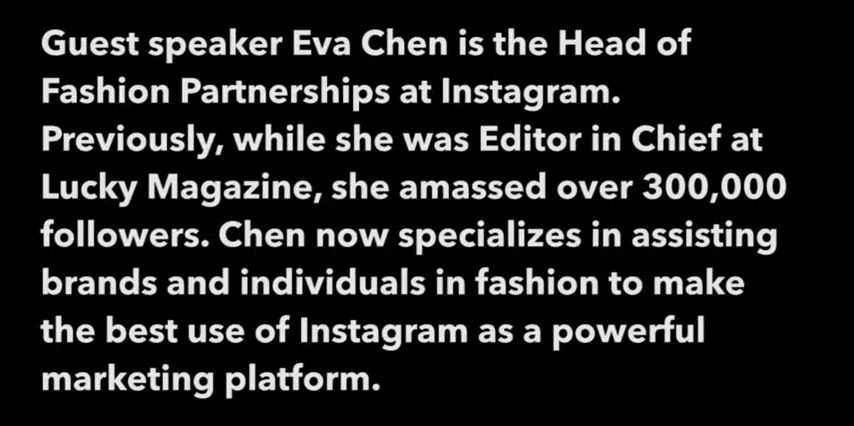 Guest speaker Eva Chen is the Head of
Fashion Partnerships at Instagram.
Previously, while she was Editor in Chief at
Lucky Magazine, she amassed over 300,000
followers. Chen now specializes in assisting
brands and individuals in fashion to make
the best use of Instagram as a powerful
marketing platform.